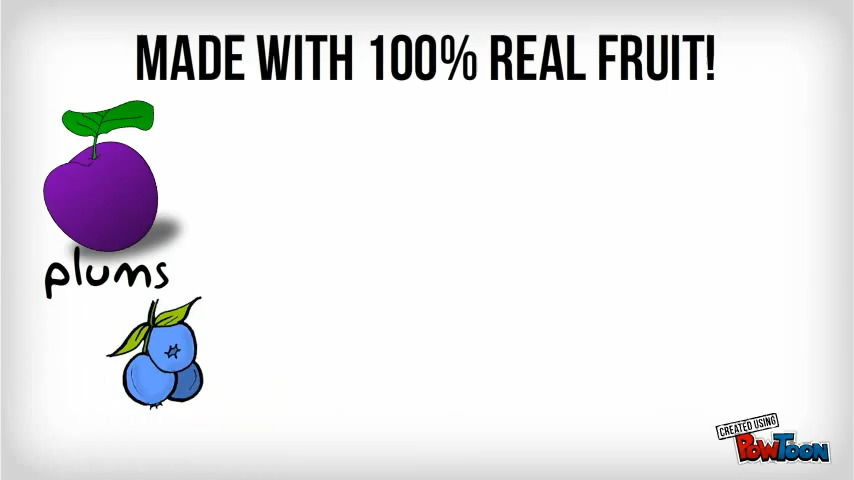 MADE WITH 100% REAL FRUIT!
plums
CREATED USING
POWTOON